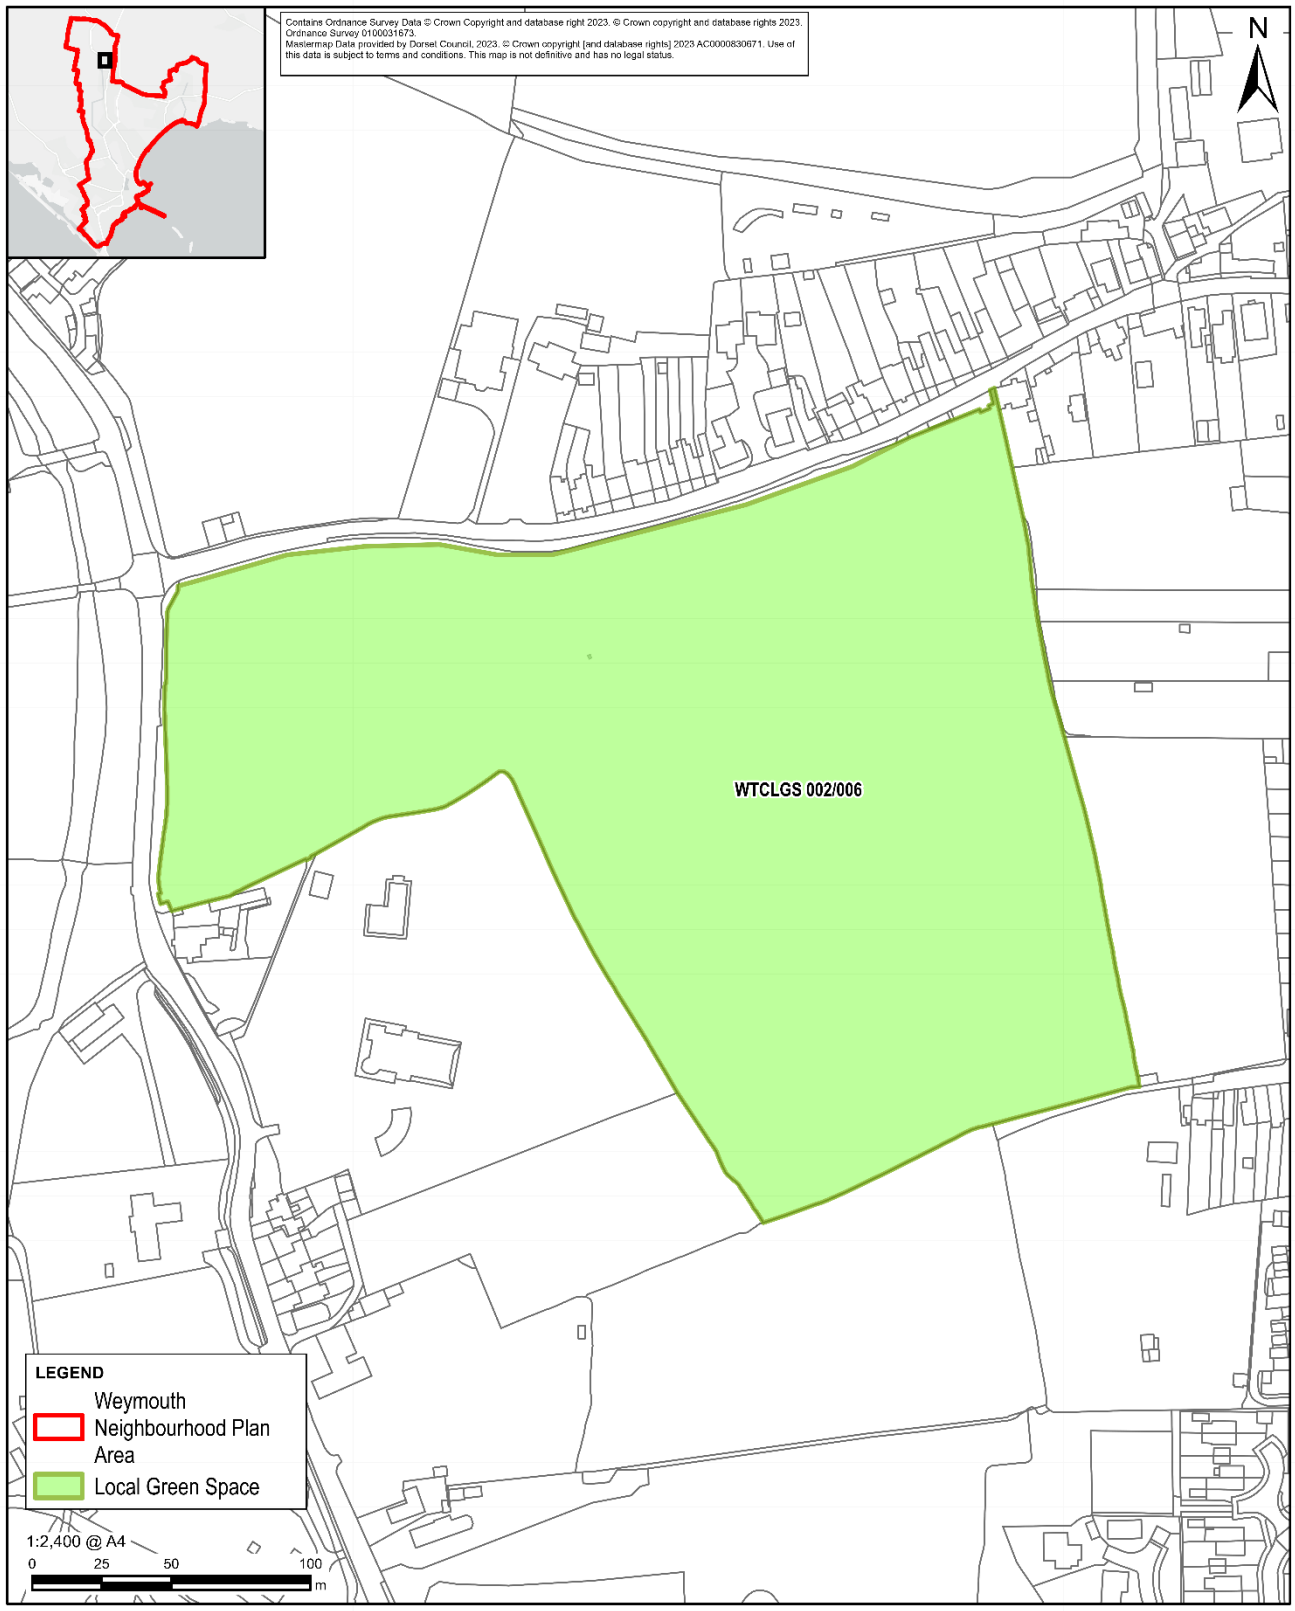 Contains Ordnance Survey Data © Crown Copyright and database right 2023. © Crown copyright and database rights 2023.
Ordnance Survey 0100031673.
Mastermap Data provided by Dorset Council, 2023. © Crown copyright [and database rights] 2023 AC0000830671. Use of
this data is subject to terms and conditions. This map is not definitive and has no legal status.
N
WTCLGS 002/006
LEGEND
Weymouth
Neighbourhood Plan
Area
Local Green Space
1:2,400 @ A4
0 25 50 100
m